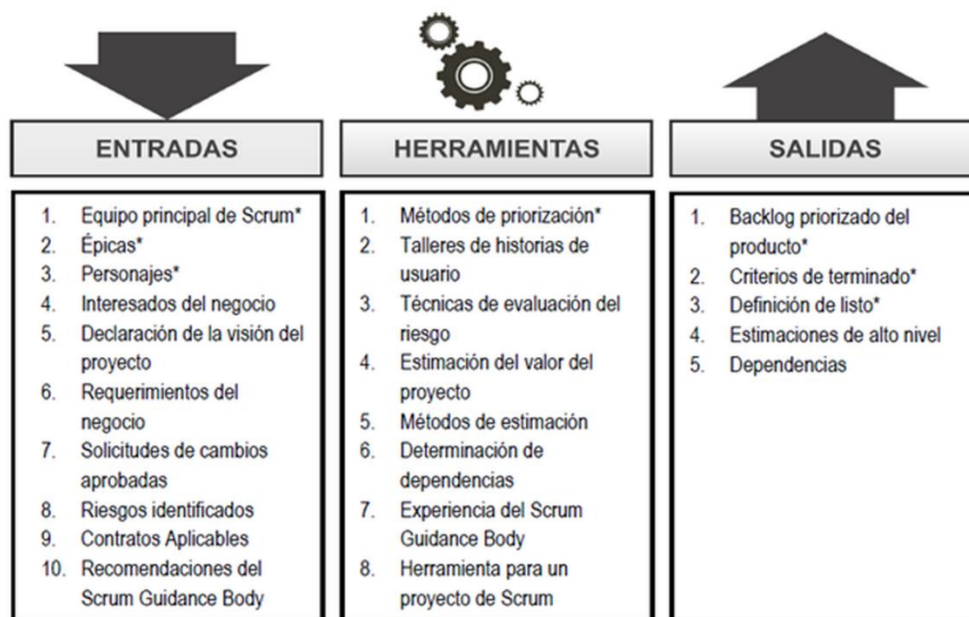 ENTRADAS
1. Equipo principal de Scrum*
2. Épicas*
3. Personajes*
4. Interesados del negocio
5. Declaración de la visión del
proyecto
6. Requerimientos del
negocio
7. Solicitudes de cambios
aprobadas
8. Riesgos identificados
9. Contratos Aplicables
10. Recomendaciones del
Scrum Guidance Body
HERRAMIENTAS
1. Métodos de priorización*
2. Talleres de historias de
usuario
3. Técnicas de evaluación del
riesgo
4. Estimación del valor del
proyecto
5. Métodos de estimación
6. Determinación de
dependencias
7. Experiencia del Scrum
Guidance Body
8. Herramienta para un
proyecto de Scrum
SALIDAS
1. Backlog priorizado del
producto*
2. Criterios de terminado*
3. Definición de listo*
4. Estimaciones de alto nivel
5. Dependencias